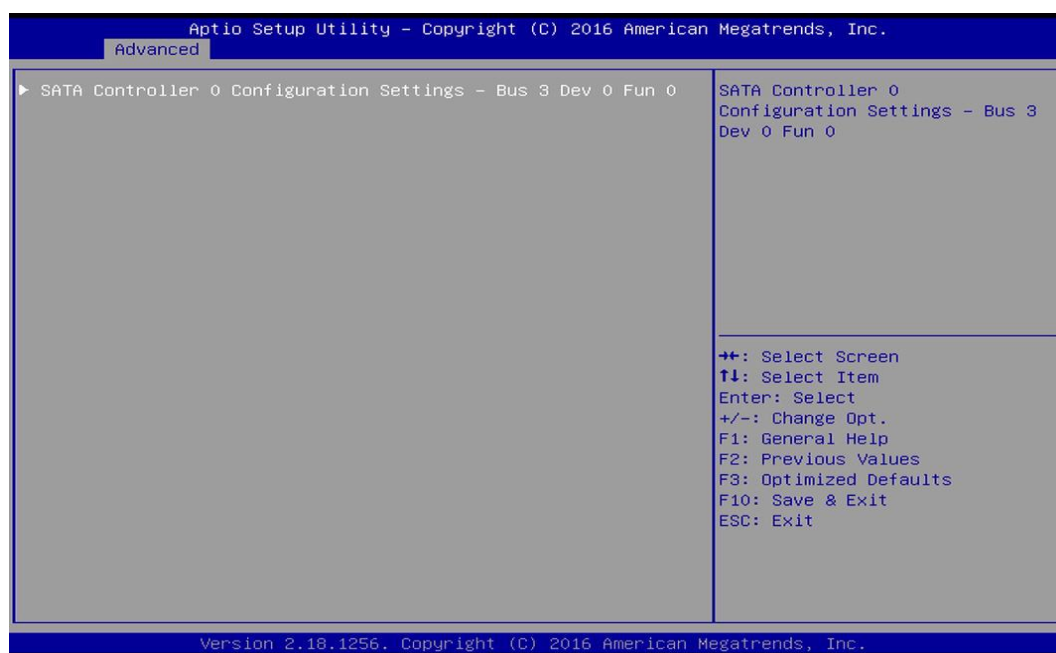 Aptio Setup Utility – Copyright (C) 2016 American Megatrends, Inc.
Advanced
▶ SATA Controller 0 Configuration Settings – Bus 3 Dev 0 Fun 0
SATA Controller 0
Configuration Settings – Bus 3
Dev 0 Fun 0
→←: Select Screen
↑↓: Select Item
Enter: Select
+/-: Change Opt.
F1: General Help
F2: Previous Values
F3: Optimized Defaults
F10: Save & Exit
ESC: Exit
Version 2.18.1256. Copyright (C) 2016 American Megatrends, Inc.